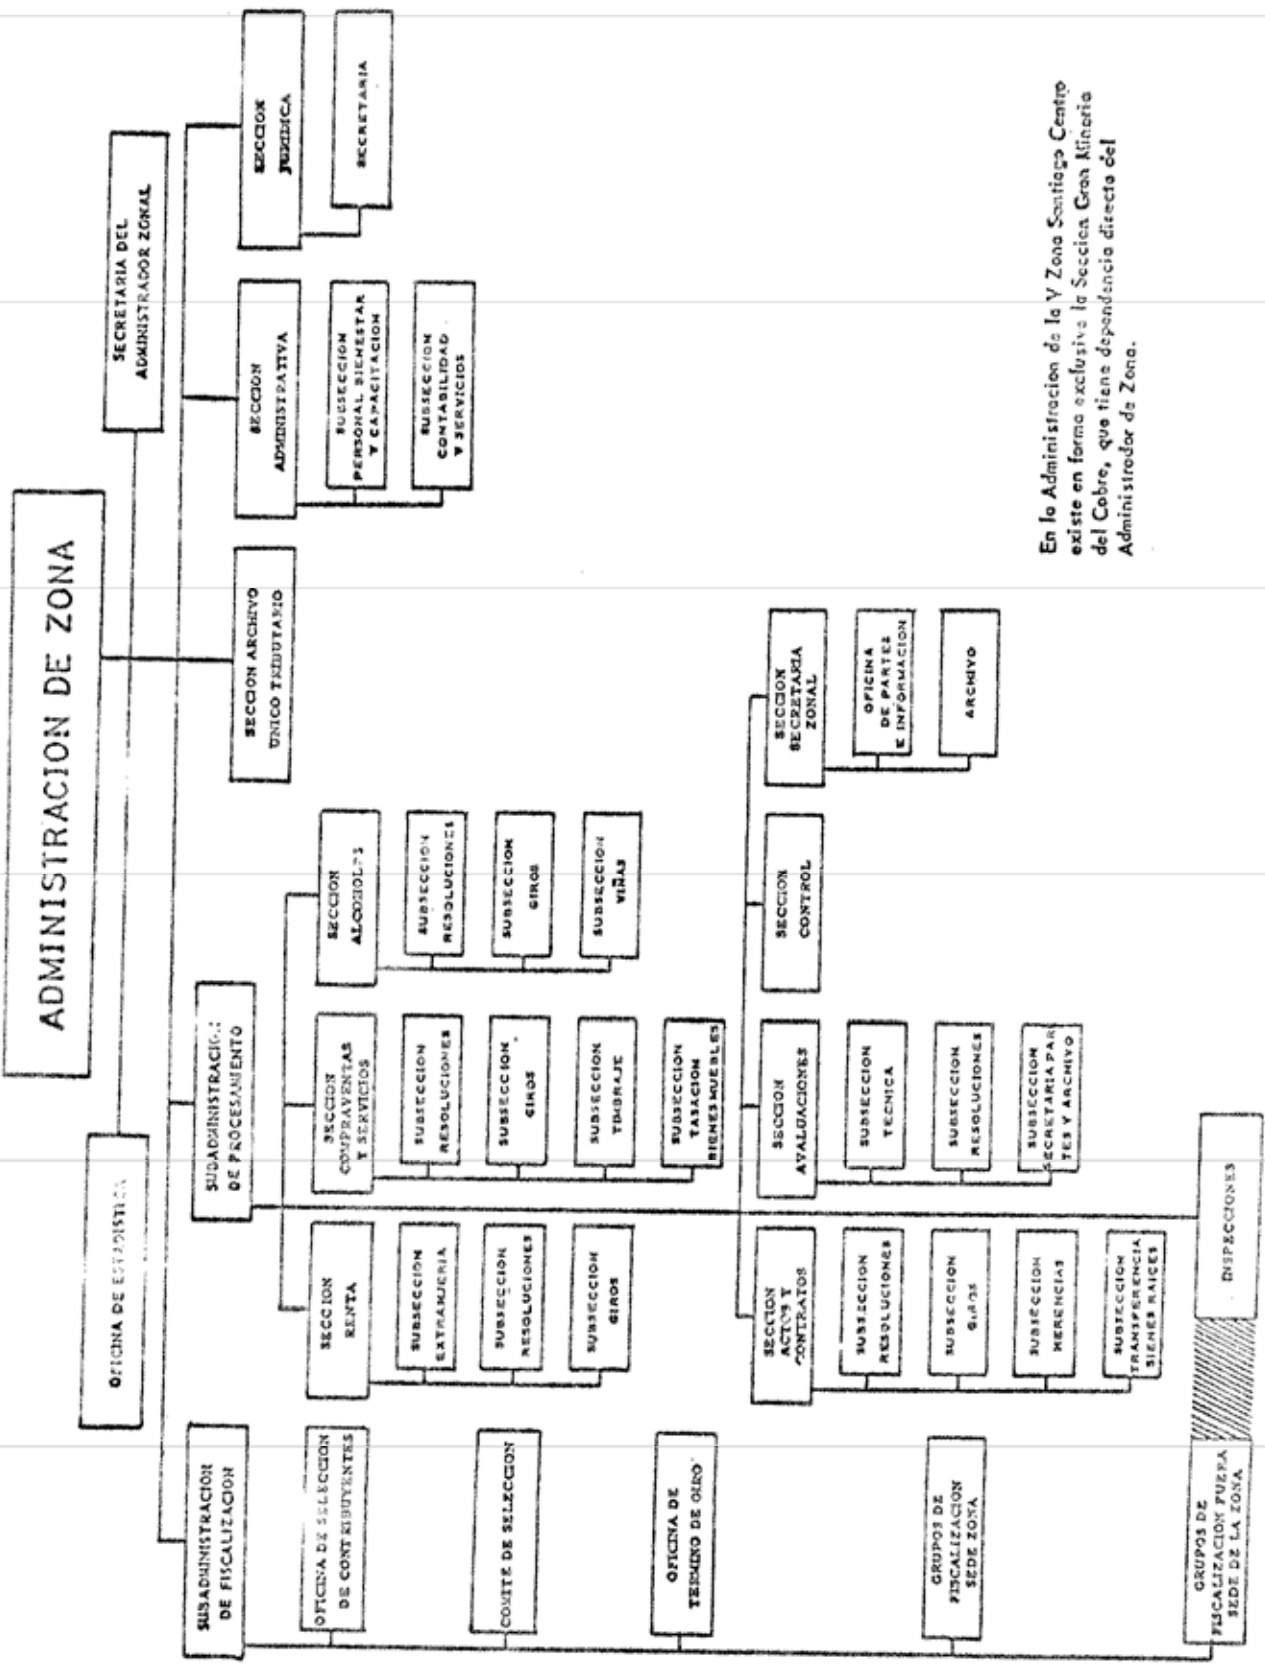 ADMINISTRACION DE ZONA
OFICINA DE ESTADISTICA
SECRETARIA DEL
ADMINISTRADOR ZONAL
SUBADMINISTRACION
DE FISCALIZACION
SUBADMINISTRACION
DE PROCESAMIENTO
SECCION ARCHIVO
UNICO TRIBUTARIO
SECCION
ADMINISTRATIVA
SECCION
JURIDICA
OFICINA DE SELECCION
DE CONTRIBUYENTES
COMITE DE SELECCION
OFICINA DE
TERMINO DE GIRO
GRUPOS DE
FISCALIZACION
SEDE ZONA
GRUPOS DE
FISCALIZACION FUERA
SEDE DE LA ZONA
SECCION
RENTA
SUBSECCION
EXTRANJERIA
SUBSECCION
RESOLUCIONES
SUBSECCION
GIROS
SECCION
COMPRAVENTAS
Y SERVICIOS
SUBSECCION
RESOLUCIONES
SUBSECCION
GIROS
SUBSECCION
TIMBRAJE
SUBSECCION
TASACION
BIENES MUEBLES
SECCION
ALCOHOLES
SUBSECCION
RESOLUCIONES
SUBSECCION
GIROS
SUBSECCION
VIÑAS
SUBSECCION
PERSONAL BIENESTAR
Y CAPACITACION
SUBSECCION
CONTABILIDAD
Y SERVICIOS
SECRETARIA
SECCION
ACTOS Y
CONTRATOS
SUBSECCION
RESOLUCIONES
SUBSECCION
GIROS
SUBSECCION
HERENCIAS
SUBSECCION
TRANSFERENCIA
BIENES RAICES
SECCION
AVALUACIONES
SUBSECCION
TECNICA
SUBSECCION
RESOLUCIONES
SUBSECCION
SECRETARIA PAR
TES Y ARCHIVO
SECCION
CONTROL
SECCION
SECRETARIA
ZONAL
OFICINA
DE PARTES
E INFORMACION
ARCHIVO
INSPECCIONES
En la Administracion de la V Zona Santiago Centro
existe en forma exclusiva la Seccion Gran Mineria
del Cobre, que tiene dependencia directa del
Administrador de Zona.